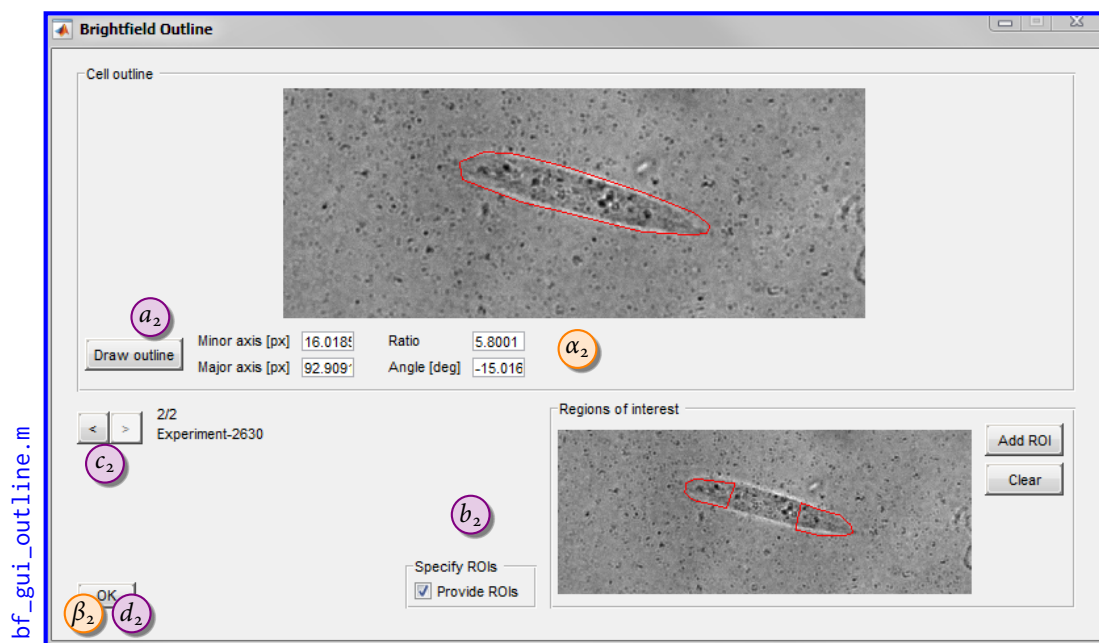 Brightfield Outline
Cell outline
a₂
Draw outline
Minor axis [px] 16.0185
Ratio 5.8001
Major axis [px] 92.9091
Angle [deg] -15.016
α₂
< >
2/2
Experiment-2630
c₂
Regions of interest
Add ROI
Clear
b₂
Specify ROIs
Provide ROIs
OK
β₂ d₂
bf_gui_outline.m